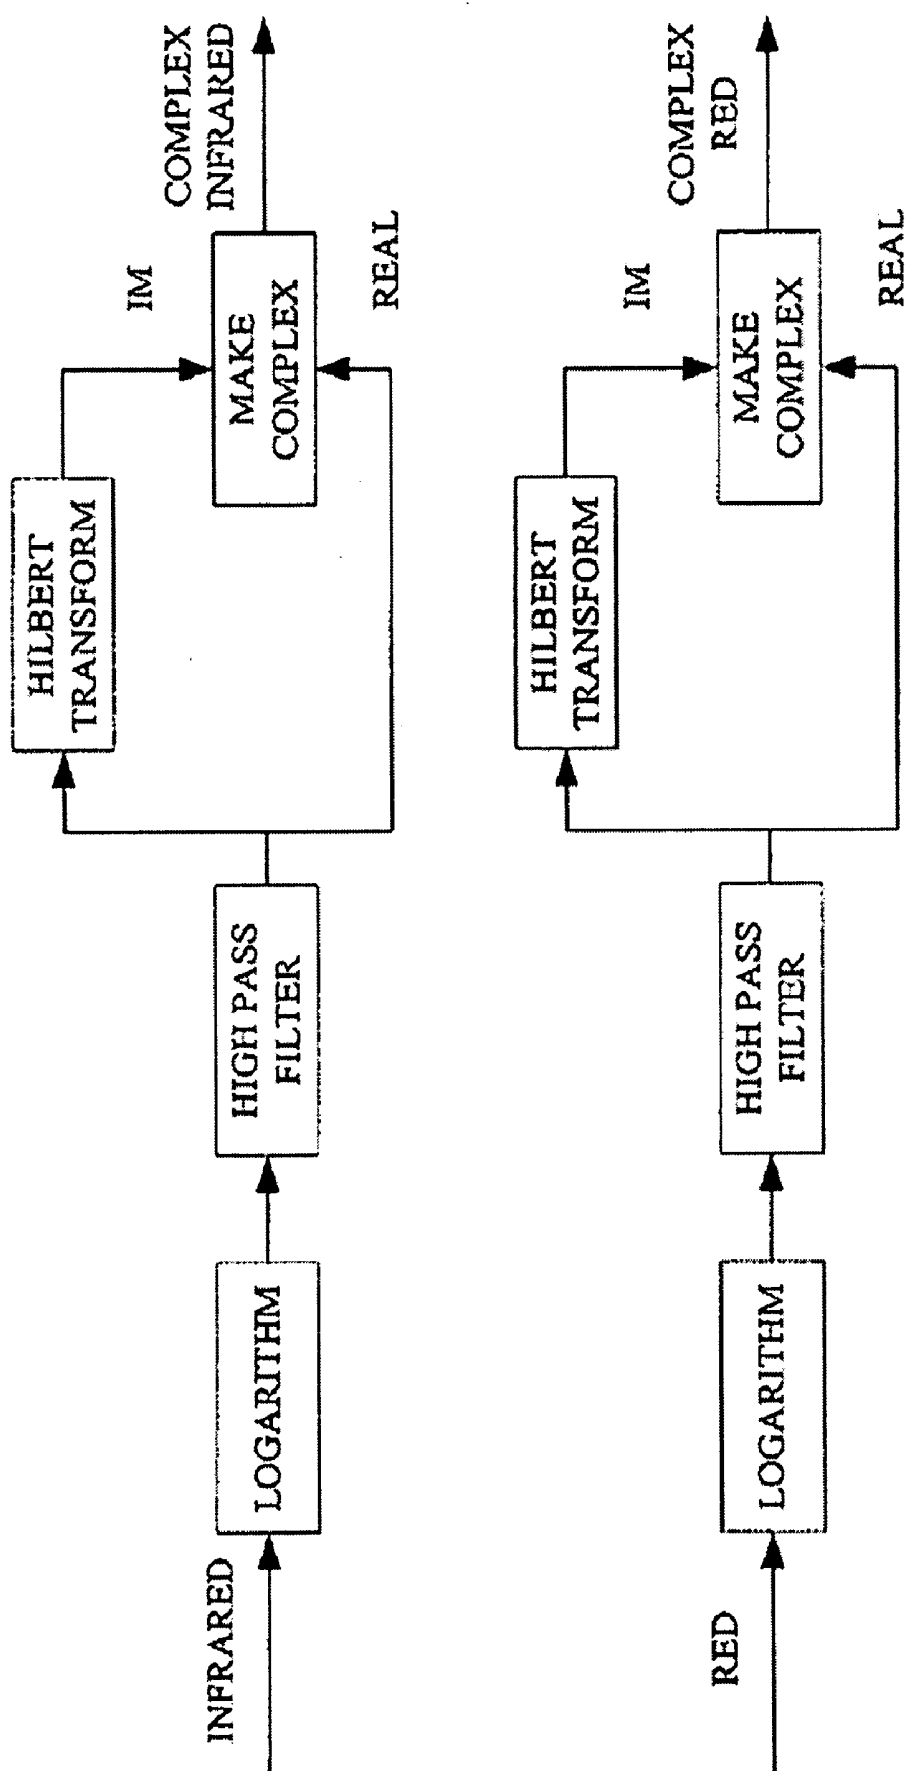 INFRARED
LOGARITHM
HIGH PASS
FILTER
HILBERT
TRANSFORM
IM
MAKE
COMPLEX
REAL
COMPLEX
INFRARED
RED
LOGARITHM
HIGH PASS
FILTER
HILBERT
TRANSFORM
IM
MAKE
COMPLEX
REAL
COMPLEX
RED